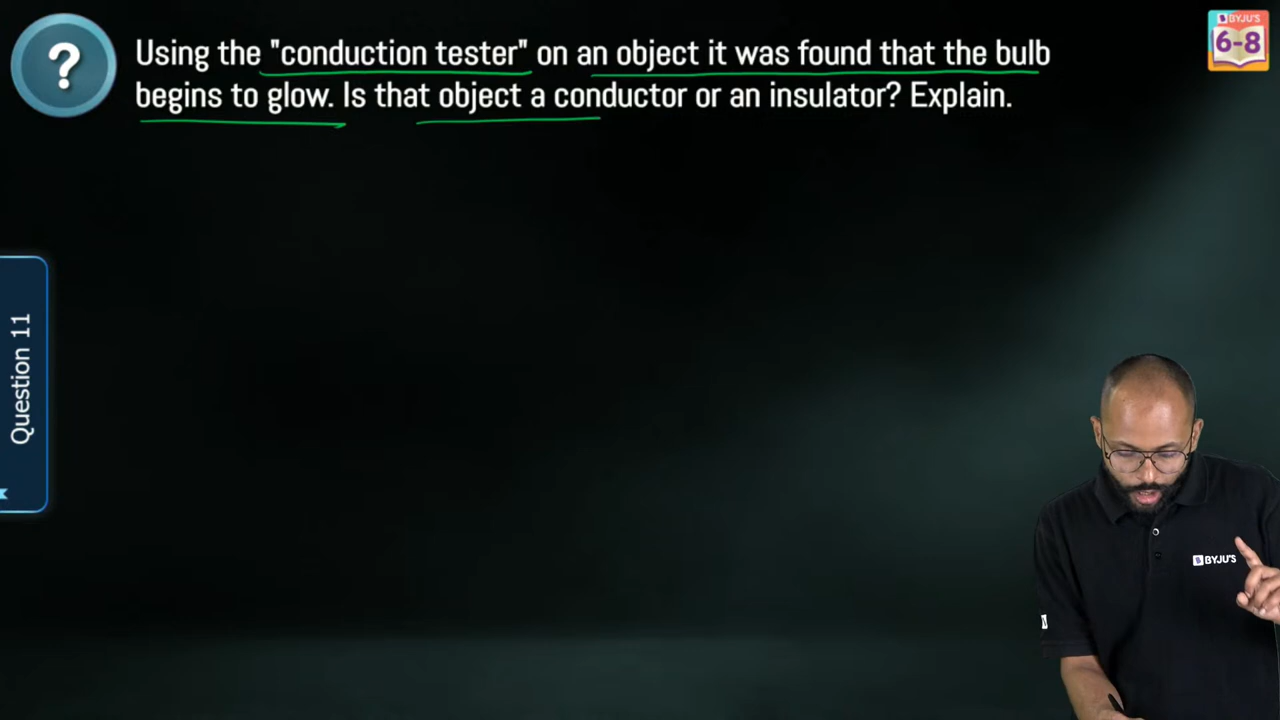 Using the "conduction tester" on an object it was found that the bulb
begins to glow. Is that object a conductor or an insulator? Explain.
?
BYJU'S
6-8
Question 11
BYJU'S